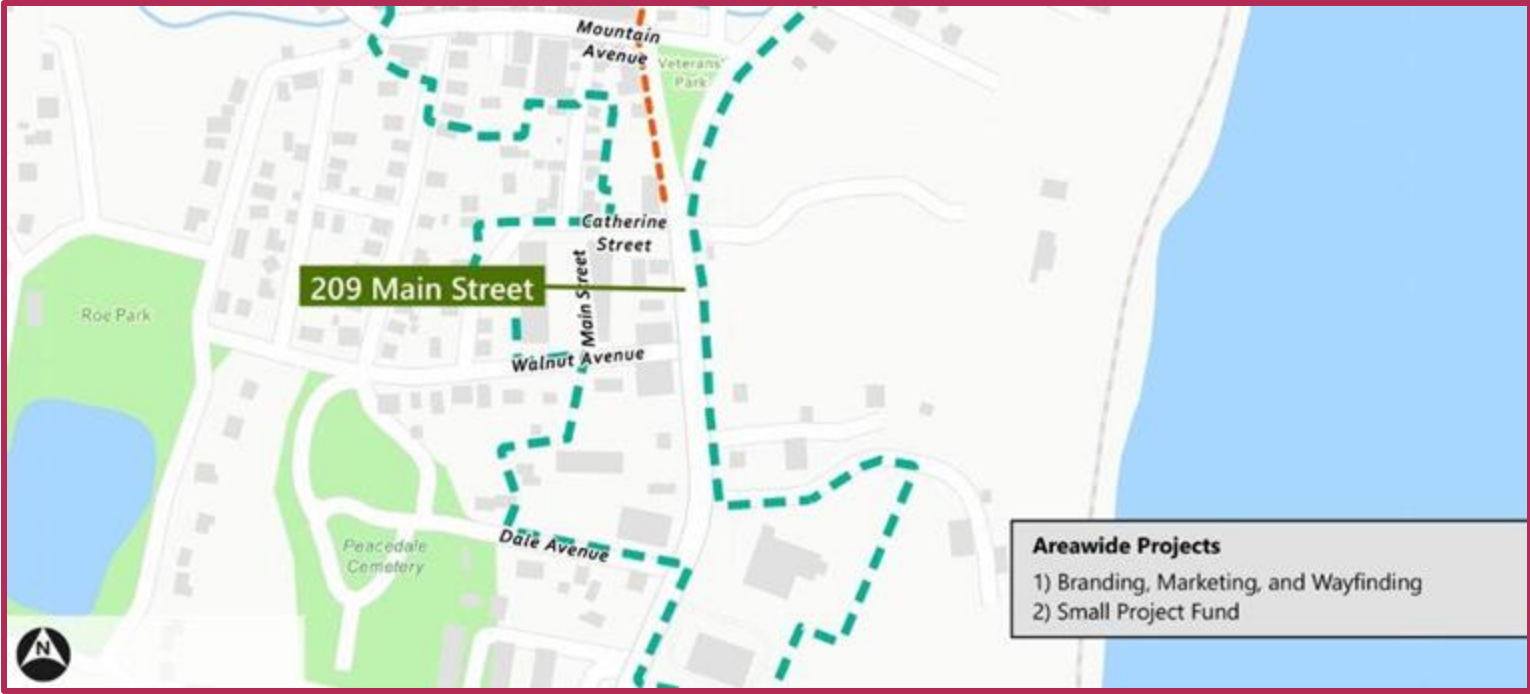 Mountain
Avenue
Veterans'
Park
Catherine
Street
209 Main Street
Main Street
Roe Park
Walnut Avenue
Dale Avenue
Peacedale
Cemetery
Areawide Projects
1) Branding, Marketing, and Wayfinding
2) Small Project Fund
N